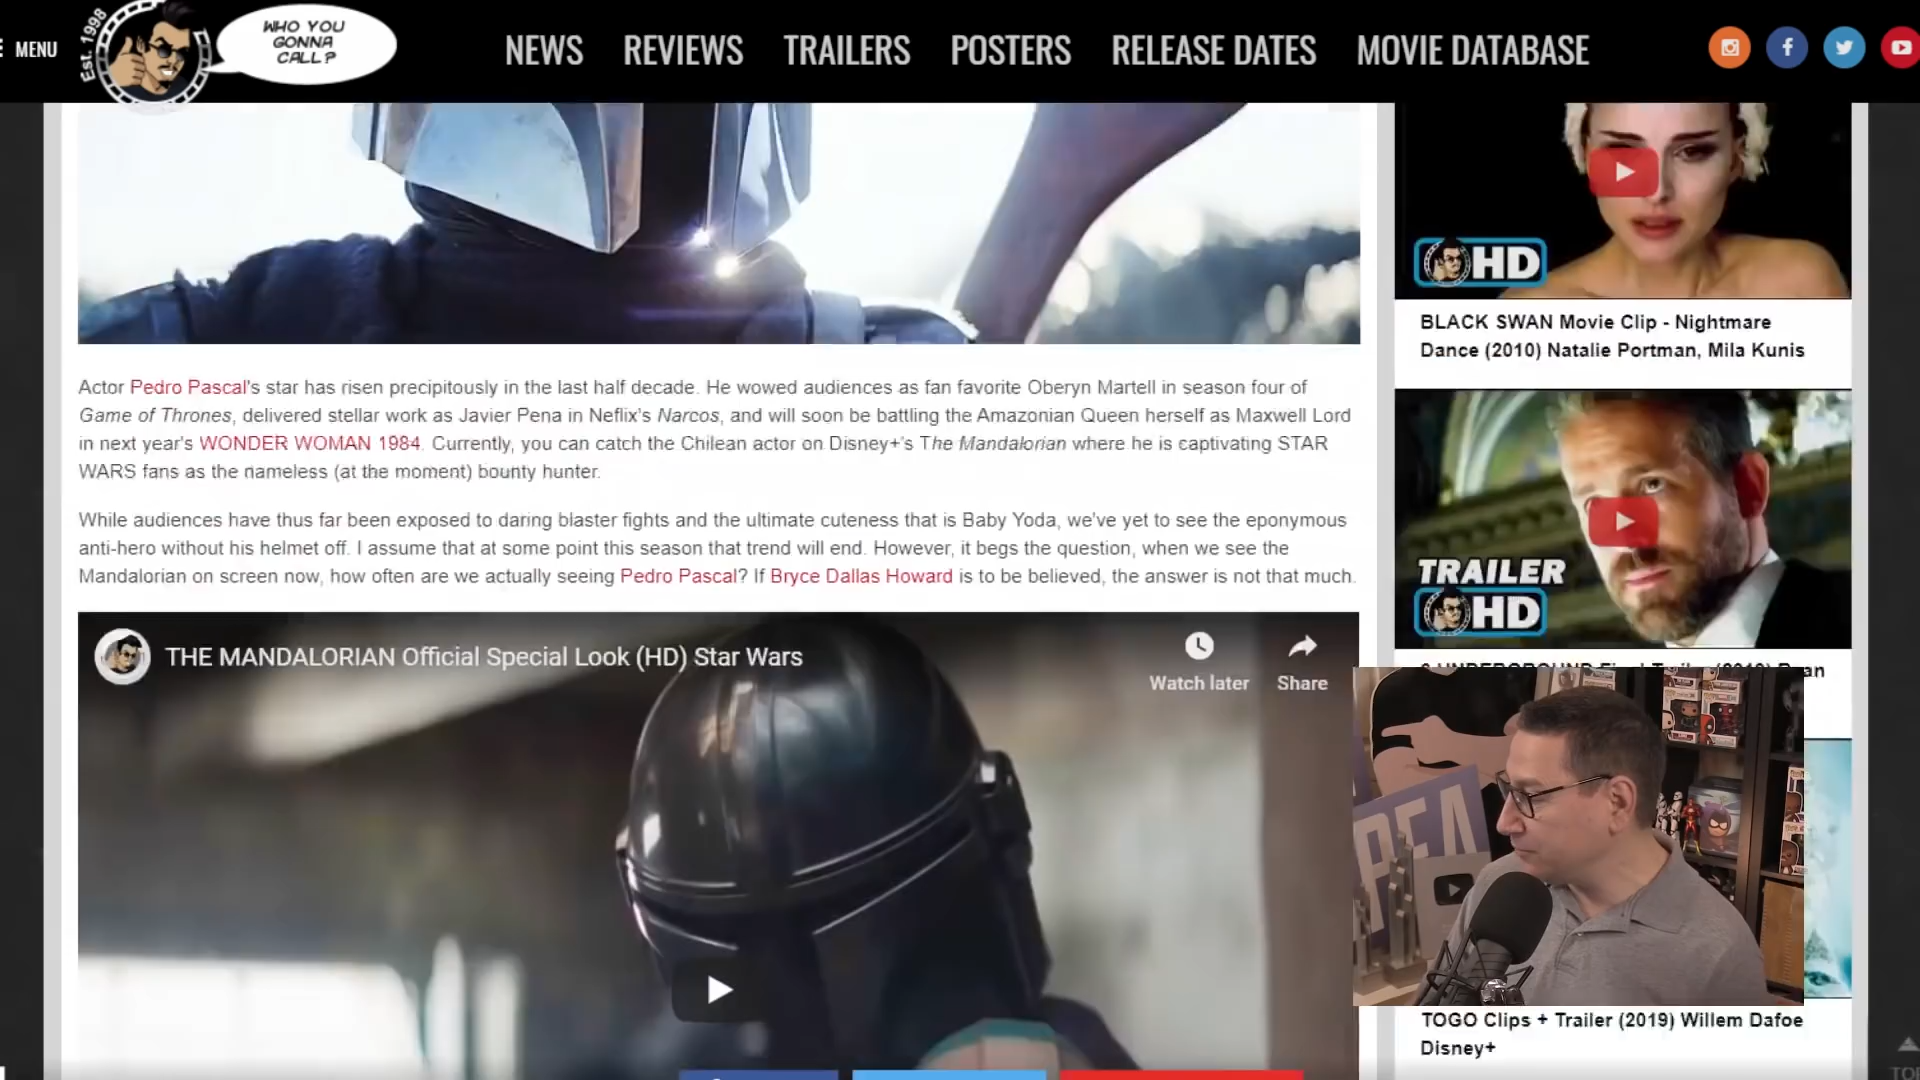 MENU
Est. 1998
WHO YOU
GONNA
CALL?
NEWS
REVIEWS
TRAILERS
POSTERS
RELEASE DATES
MOVIE DATABASE
Actor Pedro Pascal's star has risen precipitously in the last half decade. He wowed audiences as fan favorite Oberyn Martell in season four of
Game of Thrones, delivered stellar work as Javier Pena in Neflix's Narcos, and will soon be battling the Amazonian Queen herself as Maxwell Lord
in next year's WONDER WOMAN 1984. Currently, you can catch the Chilean actor on Disney+'s The Mandalorian where he is captivating STAR
WARS fans as the nameless (at the moment) bounty hunter.
While audiences have thus far been exposed to daring blaster fights and the ultimate cuteness that is Baby Yoda, we've yet to see the eponymous
anti-hero without his helmet off. I assume that at some point this season that trend will end. However, it begs the question, when we see the
Mandalorian on screen now, how often are we actually seeing Pedro Pascal? If Bryce Dallas Howard is to be believed, the answer is not that much.
THE MANDALORIAN Official Special Look (HD) Star Wars
Watch later
Share
HD
BLACK SWAN Movie Clip - Nightmare
Dance (2010) Natalie Portman, Mila Kunis
TRAILER
HD
TOGO Clips + Trailer (2019) Willem Dafoe
Disney+